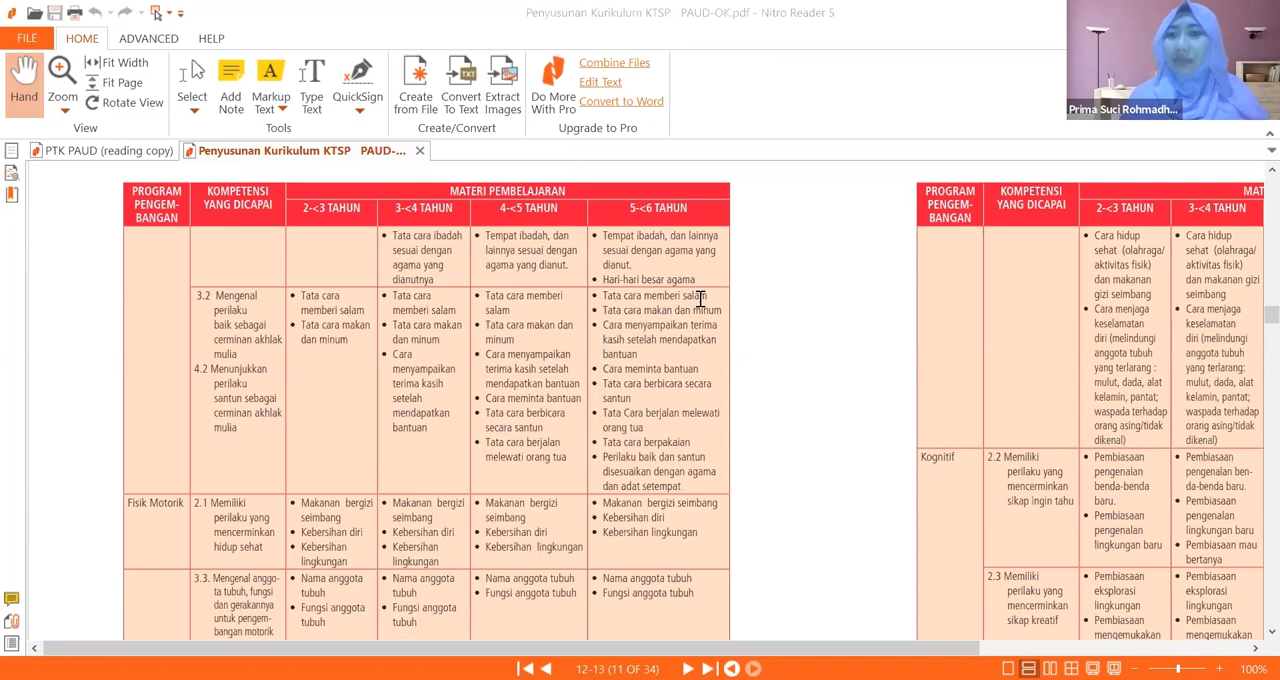 Penyusunan Kurikulum KTSP PAUD-OK.pdf - Nitro Reader 5
FILE
HOME
ADVANCED
HELP
Hand
Zoom
Fit Width
Fit Page
Rotate View
View
Select
Add
Note
Markup
Text
Type
Text
QuickSign
Tools
Create
from File
Convert
To Text
Extract
Images
Create/Convert
Do More
With Pro
Combine Files
Edit Text
Convert to Word
Upgrade to Pro
Prima Suci Rohmadh...
PTK PAUD (reading copy)
Penyusunan Kurikulum KTSP PAUD-...
PROGRAM
PENGEM-
BANGAN
KOMPETENSI
YANG DICAPAI
MATERI PEMBELAJARAN
2-<3 TAHUN
3-<4 TAHUN
4-<5 TAHUN
5-<6 TAHUN
• Tata cara ibadah
sesuai dengan
agama yang
dianutnya
• Tempat ibadah, dan
lainnya sesuai dengan
agama yang dianut.
• Tempat ibadah, dan lainnya
sesuai dengan agama yang
dianut.
• Hari-hari besar agama
3.2 Mengenal
perilaku
baik sebagai
cerminan akhlak
mulia
4.2 Menunjukkan
perilaku
santun sebagai
cerminan akhlak
mulia
• Tata cara
memberi salam
• Tata cara makan
dan minum
• Tata cara
memberi salam
• Tata cara makan
dan minum
• Cara
menyampaikan
terima kasih
setelah
mendapatkan
bantuan
• Tata cara memberi
salam
• Tata cara makan dan
minum
• Cara menyampaikan
terima kasih setelah
mendapatkan bantuan
• Cara meminta bantuan
• Tata cara berbicara
secara santun
• Tata cara berjalan
melewati orang tua
• Tata cara memberi salam
• Tata cara makan dan minum
• Cara menyampaikan terima
kasih setelah mendapatkan
bantuan
• Cara meminta bantuan
• Tata cara berbicara secara
santun
• Tata Cara berjalan melewati
orang tua
• Tata cara berpakaian
• Perilaku baik dan santun
disesuaikan dengan agama
dan adat setempat
Fisik Motorik
2.1 Memiliki
perilaku yang
mencerminkan
hidup sehat
• Makanan bergizi
seimbang
• Kebersihan diri
• Kebersihan
lingkungan
• Makanan bergizi
seimbang
• Kebersihan diri
• Kebersihan
lingkungan
• Makanan bergizi
seimbang
• Kebersihan diri
• Kebersihan lingkungan
• Makanan bergizi seimbang
• Kebersihan diri
• Kebersihan lingkungan
3.3. Mengenal anggo-
ta tubuh, fungsi
dan gerakannya
untuk pengem-
bangan motorik
• Nama anggota
tubuh
• Fungsi anggota
tubuh
• Nama anggota
tubuh
• Fungsi anggota
tubuh
• Nama anggota tubuh
• Fungsi anggota tubuh
• Nama anggota tubuh
• Fungsi anggota tubuh
PROGRAM
PENGEM-
BANGAN
KOMPETENSI
YANG DICAPAI
MAT
2-<3 TAHUN
3-<4 TAHUN
• Cara hidup
sehat (olahraga/
aktivitas fisik)
dan makanan
gizi seimbang
• Cara menjaga
keselamatan
diri (melindungi
anggota tubuh
yang terlarang :
mulut, dada, alat
kelamin, pantat;
waspada terhadap
orang asing/tidak
dikenal)
• Cara hidup
sehat (olahraga/
aktivitas fisik)
dan makanan
gizi seimbang
• Cara menjaga
keselamatan
diri (melindungi
anggota tubuh
yang terlarang:
mulut, dada, alat
kelamin, pantat;
waspada terhadap
orang asing/tidak
dikenal)
Kognitif
2.2 Memiliki
perilaku yang
mencerminkan
sikap ingin tahu
• Pembiasaan
pengenalan
benda-benda
baru.
• Pembiasaan
pengenalan
lingkungan baru
• Pembiasaan
pengenalan ben-
da-benda baru.
• Pembiasaan
pengenalan
lingkungan baru
• Pembiasaan mau
bertanya
2.3 Memiliki
perilaku yang
mencerminkan
sikap kreatif
• Pembiasaan
eksplorasi
lingkungan
• Pembiasaan
mengemukakan
• Pembiasaan
eksplorasi
lingkungan
• Pembiasaan
mengemukakan
12-13 (11 OF 34)
100%